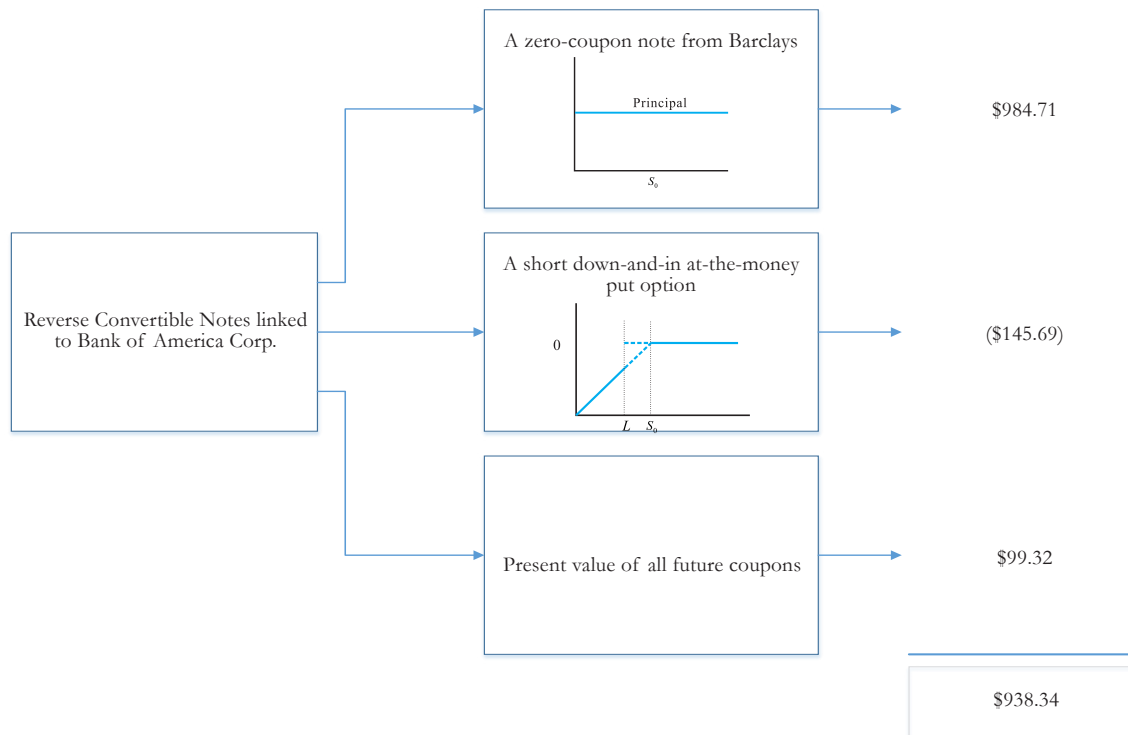 A zero-coupon note from Barclays
Principal
S₀
$984.71
Reverse Convertible Notes linked
to Bank of America Corp.
A short down-and-in at-the-money
put option
0
L S₀
($145.69)
Present value of all future coupons
$99.32
$938.34